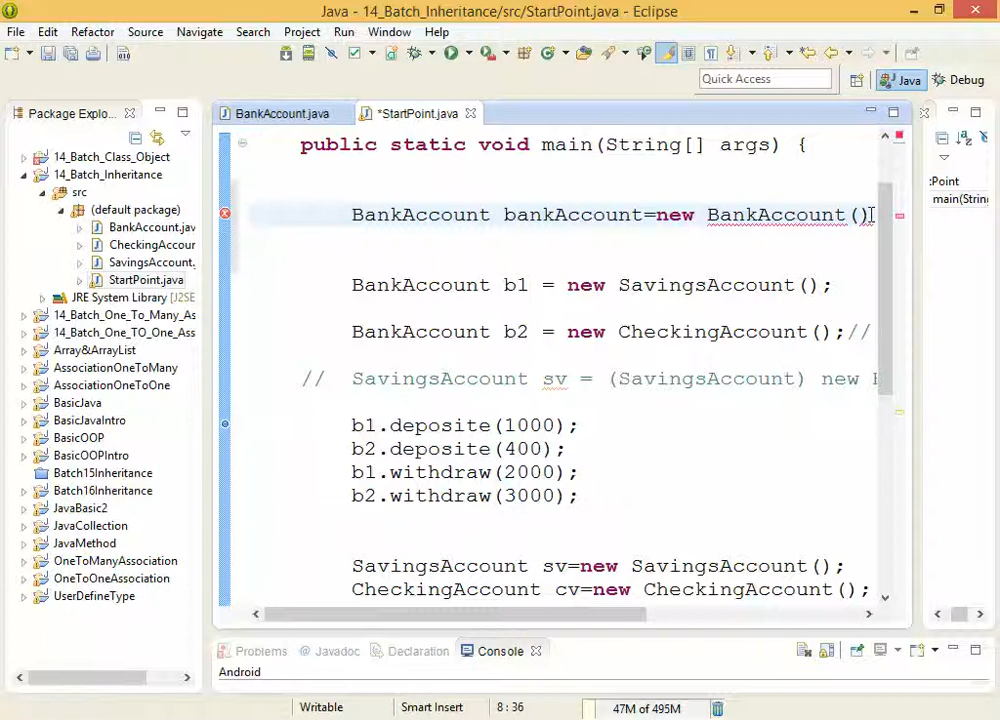 Java - 14_Batch_Inheritance/src/StartPoint.java - Eclipse
File Edit Refactor Source Navigate Search Project Run Window Help
Quick Access
Java
Debug
Package Explo...
BankAccount.java
*StartPoint.java
14_Batch_Class_Object
14_Batch_Inheritance
src
(default package)
BankAccount.jav
CheckingAccour
SavingsAccount.
StartPoint.java
JRE System Library [J2SE
14_Batch_One_To_Many_As
14_Batch_One_TO_One_Ass
Array&ArrayList
AssociationOneToMany
AssociationOneToOne
BasicJava
BasicJavaIntro
BasicOOP
BasicOOPIntro
Batch15Inheritance
Batch16Inheritance
JavaBasic2
JavaCollection
JavaMethod
OneToManyAssociation
OneToOneAssociation
UserDefineType
public static void main(String[] args) {
BankAccount bankAccount=new BankAccount()
BankAccount b1 = new SavingsAccount();
BankAccount b2 = new CheckingAccount();//
// SavingsAccount sv = (SavingsAccount) new
b1.deposite(1000);
b2.deposite(400);
b1.withdraw(2000);
b2.withdraw(3000);
SavingsAccount sv=new SavingsAccount();
CheckingAccount cv=new CheckingAccount();
:Point
main(String
Problems
Javadoc
Declaration
Console
Android
Writable
Smart Insert
8 : 36
47M of 495M